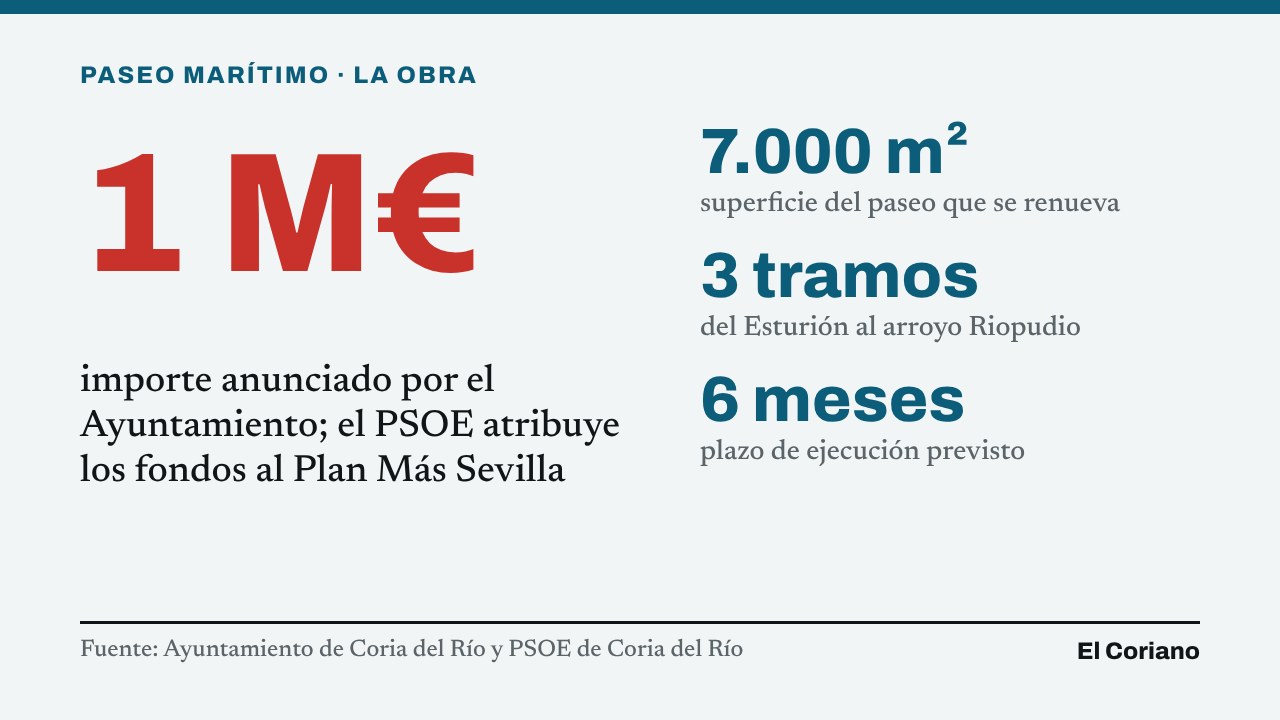 PASEO MARÍTIMO · LA OBRA
1 M€
importe anunciado por el
Ayuntamiento; el PSOE atribuye
los fondos al Plan Más Sevilla
7.000 m²
superficie del paseo que se renueva
3 tramos
del Esturión al arroyo Riopudio
6 meses
plazo de ejecución previsto
Fuente: Ayuntamiento de Coria del Río y PSOE de Coria del Río
El Coriano